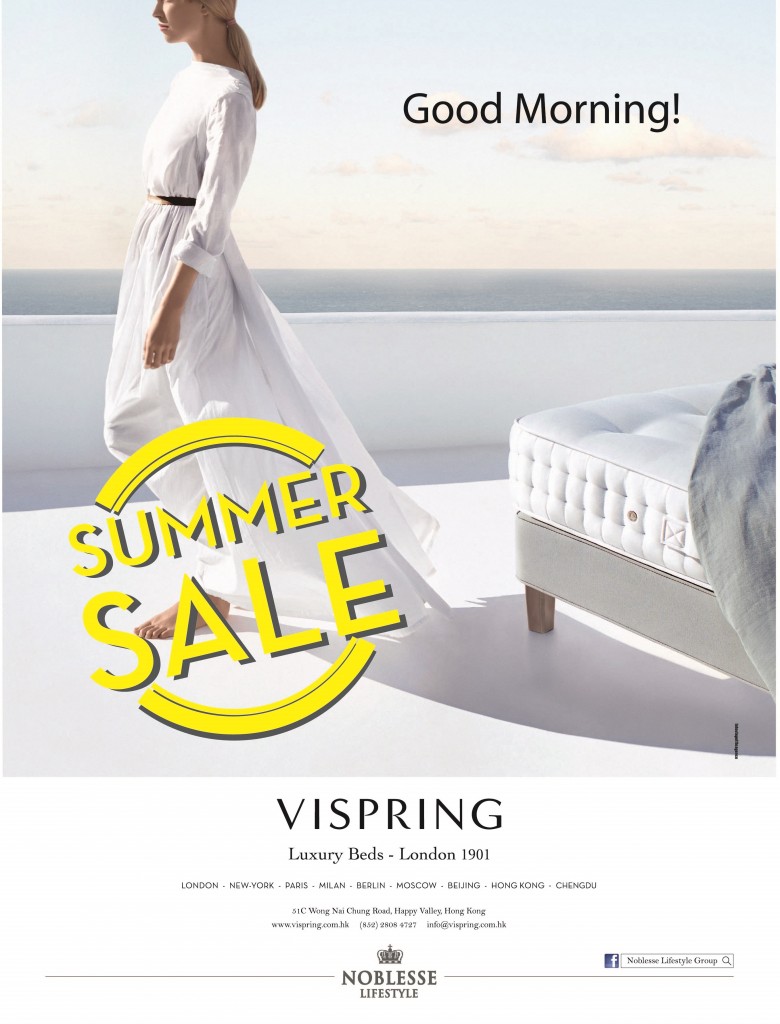 Good Morning!
SUMMER
SALE
VISPRING
Luxury Beds - London 1901
LONDON - NEW-YORK - PARIS - MILAN - BERLIN - MOSCOW - BEIJING - HONG KONG - CHENGDU
51C Wong Nai Chung Road, Happy Valley, Hong Kong
www.vispring.com.hk (852) 2808 4727 info@vispring.com.hk
f Noblesse Lifestyle Group
NOBLESSE
LIFESTYLE